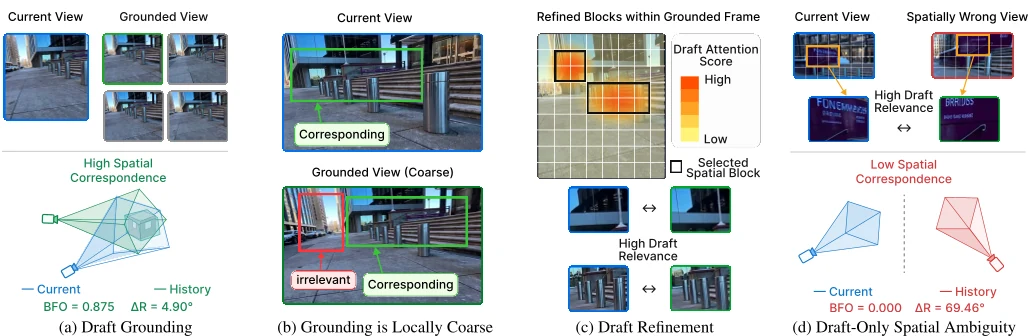 Current View
Grounded View
High Spatial
Correspondence
Current
History
BFO = 0.875 ΔR = 4.90°
(a) Draft Grounding
Current View
Corresponding
Grounded View (Coarse)
irrelevant
Corresponding
(b) Grounding is Locally Coarse
Refined Blocks within Grounded Frame
Draft Attention
Score
High
Low
Selected
Spatial Block
High Draft
Relevance
(c) Draft Refinement
Current View
Spatially Wrong View
High Draft
Relevance
Low Spatial
Correspondence
Current
History
BFO = 0.000 ΔR = 69.46°
(d) Draft-Only Spatial Ambiguity